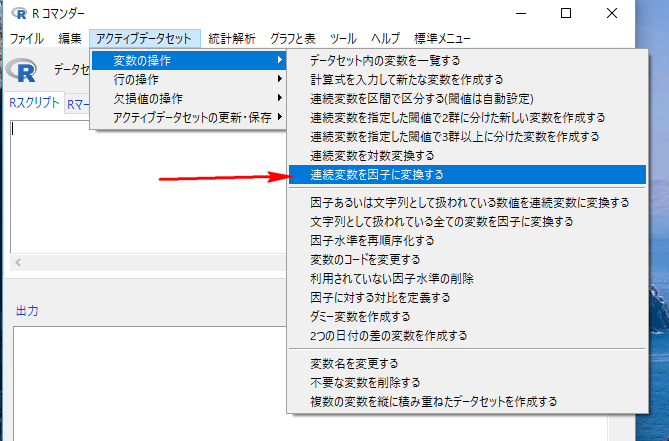 R コマンダー
ファイル 編集 アクティブデータセット 統計解析 グラフと表 ツール ヘルプ 標準メニュー
R データセ
変数の操作
行の操作
欠損値の操作
アクティブデータセットの更新・保存
Rスクリプト Rマー
データセット内の変数を一覧する
計算式を入力して新たな変数を作成する
連続変数を区間で区分する(閾値は自動設定)
連続変数を指定した閾値で2群に分けた新しい変数を作成する
連続変数を指定した閾値で3群以上に分けた変数を作成する
連続変数を対数変換する
連続変数を因子に変換する
因子あるいは文字列として扱われている数値を連続変数に変換する
文字列として扱われている全ての変数を因子に変換する
因子水準を再順序化する
変数のコードを変更する
利用されていない因子水準の削除
因子に対する対比を定義する
ダミー変数を作成する
2つの日付の差の変数を作成する
変数名を変更する
不要な変数を削除する
複数の変数を縦に積み重ねたデータセットを作成する
出力